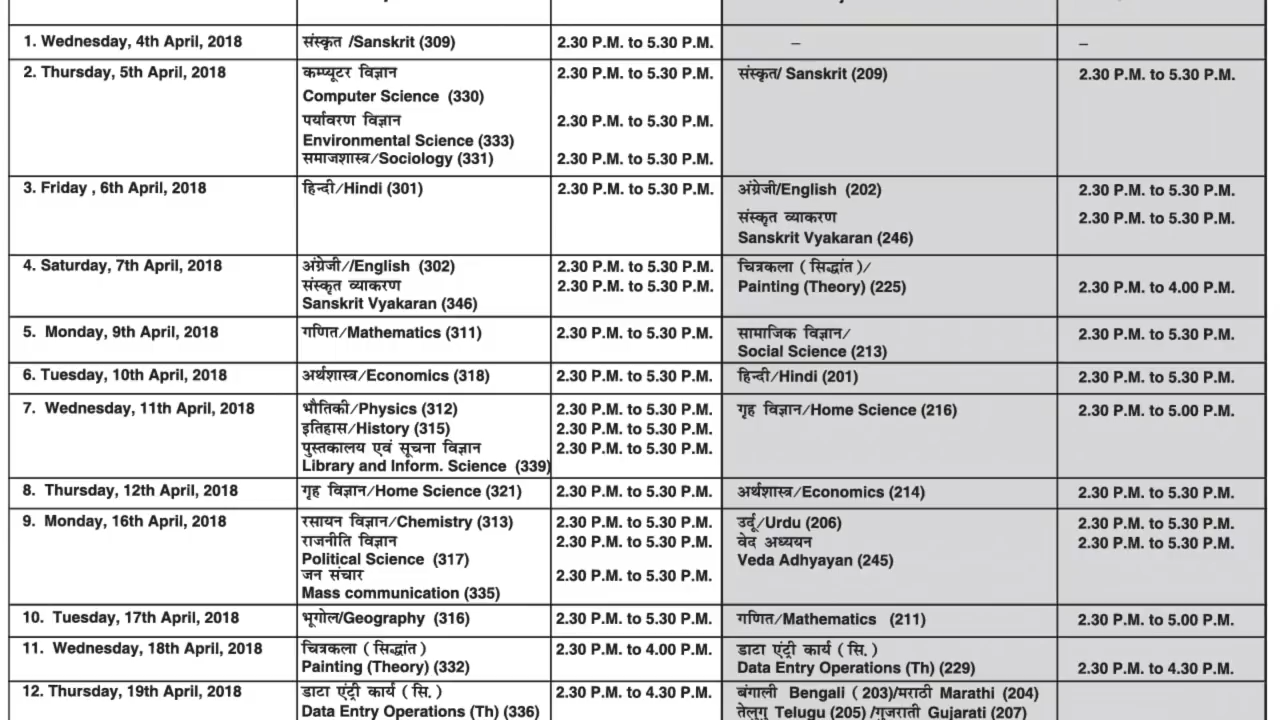 1. Wednesday, 4th April, 2018 संस्कृत /Sanskrit (309) 2.30 P.M. to 5.30 P.M. – –
2. Thursday, 5th April, 2018 कम्प्यूटर विज्ञान 2.30 P.M. to 5.30 P.M. संस्कृत/ Sanskrit (209) 2.30 P.M. to 5.30 P.M.
Computer Science (330)
पर्यावरण विज्ञान 2.30 P.M. to 5.30 P.M.
Environmental Science (333)
समाजशास्त्र/Sociology (331) 2.30 P.M. to 5.30 P.M.
3. Friday , 6th April, 2018 हिन्दी/Hindi (301) 2.30 P.M. to 5.30 P.M. अंग्रेजी/English (202) 2.30 P.M. to 5.30 P.M.
संस्कृत व्याकरण 2.30 P.M. to 5.30 P.M.
Sanskrit Vyakaran (246)
4. Saturday, 7th April, 2018 अंग्रेजी//English (302) 2.30 P.M. to 5.30 P.M. चित्रकला ( सिद्धांत )/
संस्कृत व्याकरण 2.30 P.M. to 5.30 P.M. Painting (Theory) (225) 2.30 P.M. to 4.00 P.M.
Sanskrit Vyakaran (346)
5. Monday, 9th April, 2018 गणित/Mathematics (311) 2.30 P.M. to 5.30 P.M. सामाजिक विज्ञान/ 2.30 P.M. to 5.30 P.M.
Social Science (213)
6. Tuesday, 10th April, 2018 अर्थशास्त्र/Economics (318) 2.30 P.M. to 5.30 P.M. हिन्दी/Hindi (201) 2.30 P.M. to 5.30 P.M.
7. Wednesday, 11th April, 2018 भौतिकी/Physics (312) 2.30 P.M. to 5.30 P.M. गृह विज्ञान/Home Science (216) 2.30 P.M. to 5.00 P.M.
इतिहास/History (315) 2.30 P.M. to 5.30 P.M.
पुस्तकालय एवं सूचना विज्ञान 2.30 P.M. to 5.30 P.M.
Library and Inform. Science (339)
8. Thursday, 12th April, 2018 गृह विज्ञान/Home Science (321) 2.30 P.M. to 5.30 P.M. अर्थशास्त्र/Economics (214) 2.30 P.M. to 5.30 P.M.
9. Monday, 16th April, 2018 रसायन विज्ञान/Chemistry (313) 2.30 P.M. to 5.30 P.M. उर्दू/Urdu (206) 2.30 P.M. to 5.30 P.M.
राजनीति विज्ञान 2.30 P.M. to 5.30 P.M. वेद अध्ययन 2.30 P.M. to 5.30 P.M.
Political Science (317) Veda Adhyayan (245)
जन संचार 2.30 P.M. to 5.30 P.M.
Mass communication (335)
10. Tuesday, 17th April, 2018 भूगोल/Geography (316) 2.30 P.M. to 5.30 P.M. गणित/Mathematics (211) 2.30 P.M. to 5.00 P.M.
11. Wednesday, 18th April, 2018 चित्रकला ( सिद्धांत ) 2.30 P.M. to 4.00 P.M. डाटा एंट्री कार्य ( सि. )
Painting (Theory) (332) Data Entry Operations (Th) (229) 2.30 P.M. to 4.30 P.M.
12. Thursday, 19th April, 2018 डाटा एंट्री कार्य ( सि. ) 2.30 P.M. to 4.30 P.M. बंगाली Bengali ( 203)/मराठी Marathi (204)
Data Entry Operations (Th) (336) तेलुगु Telugu (205) /गुजराती Gujarati (207)